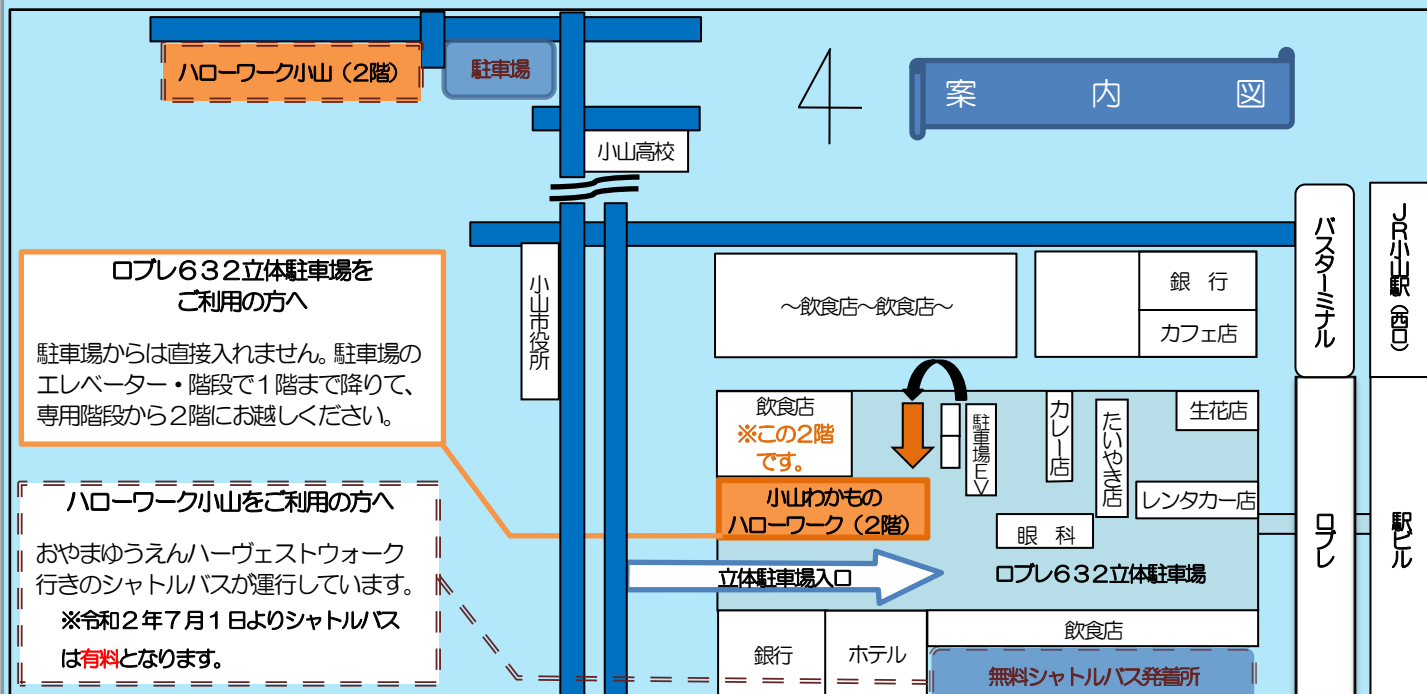 ハローワーク小山（2階）
駐車場
案内図
小山高校
ロブレ６３２立体駐車場を
ご利用の方へ
駐車場からは直接入れません。駐車場の
エレベーター・階段で１階まで降りて、
専用階段から２階にお越しください。
小山市役所
～飲食店～飲食店～
銀行
カフェ店
バスターミナル
ＪＲ小山駅（西口）
飲食店
※この2階
です。
駐車場ＥＶ
カレー店
たいやき店
生花店
レンタカー店
小山わかもの
ハローワーク（2階）
眼科
ロブレ
駅ビル
立体駐車場入口
ロブレ６３２立体駐車場
ハローワーク小山をご利用の方へ
おやまゆうえんハーヴェストウォーク
行きのシャトルバスが運行しています。
※令和２年７月１日よりシャトルバス
は有料となります。
銀行
ホテル
飲食店
無料シャトルバス発着所